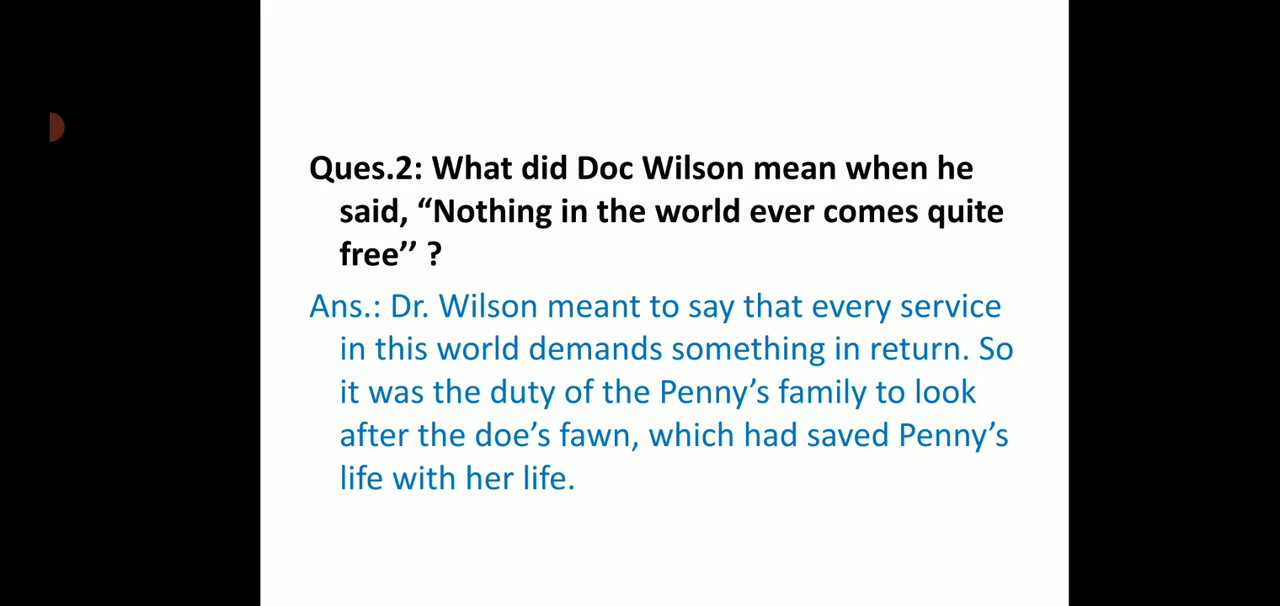 Ques.2: What did Doc Wilson mean when he
said, “Nothing in the world ever comes quite
free’’ ?
Ans.: Dr. Wilson meant to say that every service
in this world demands something in return. So
it was the duty of the Penny’s family to look
after the doe’s fawn, which had saved Penny’s
life with her life.